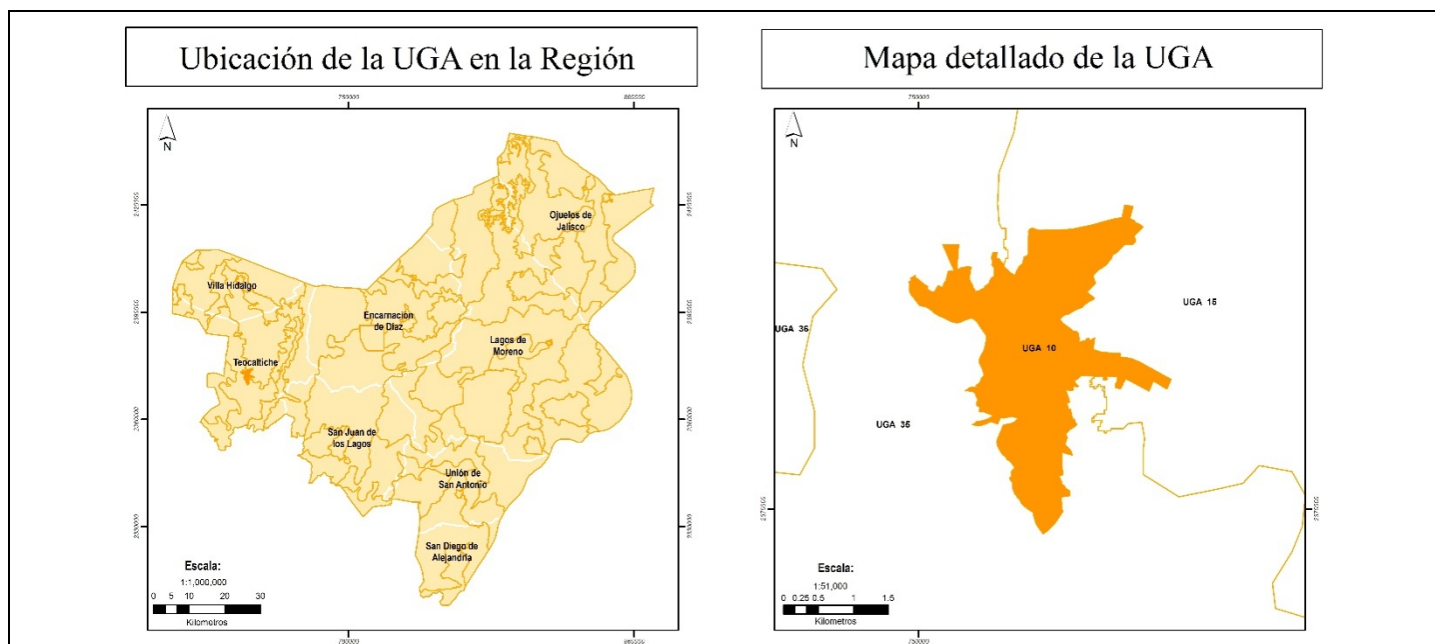 Ubicación de la UGA en la Región
N
Villa Hidalgo
Teocaltiche
Encarnación
de Díaz
Ojuelos de
Jalisco
Lagos de
Moreno
San Juan de
los Lagos
Unión de
San Antonio
San Diego de
Alejandría
Escala:
1:1,000,000
0 5 10 20 30
Kilometros
Mapa detallado de la UGA
750000
N
UGA 15
UGA 36
UGA 10
UGA 35
Escala:
1:51,000
0 0.25 0.5 1 1.5
Kilometros
750000